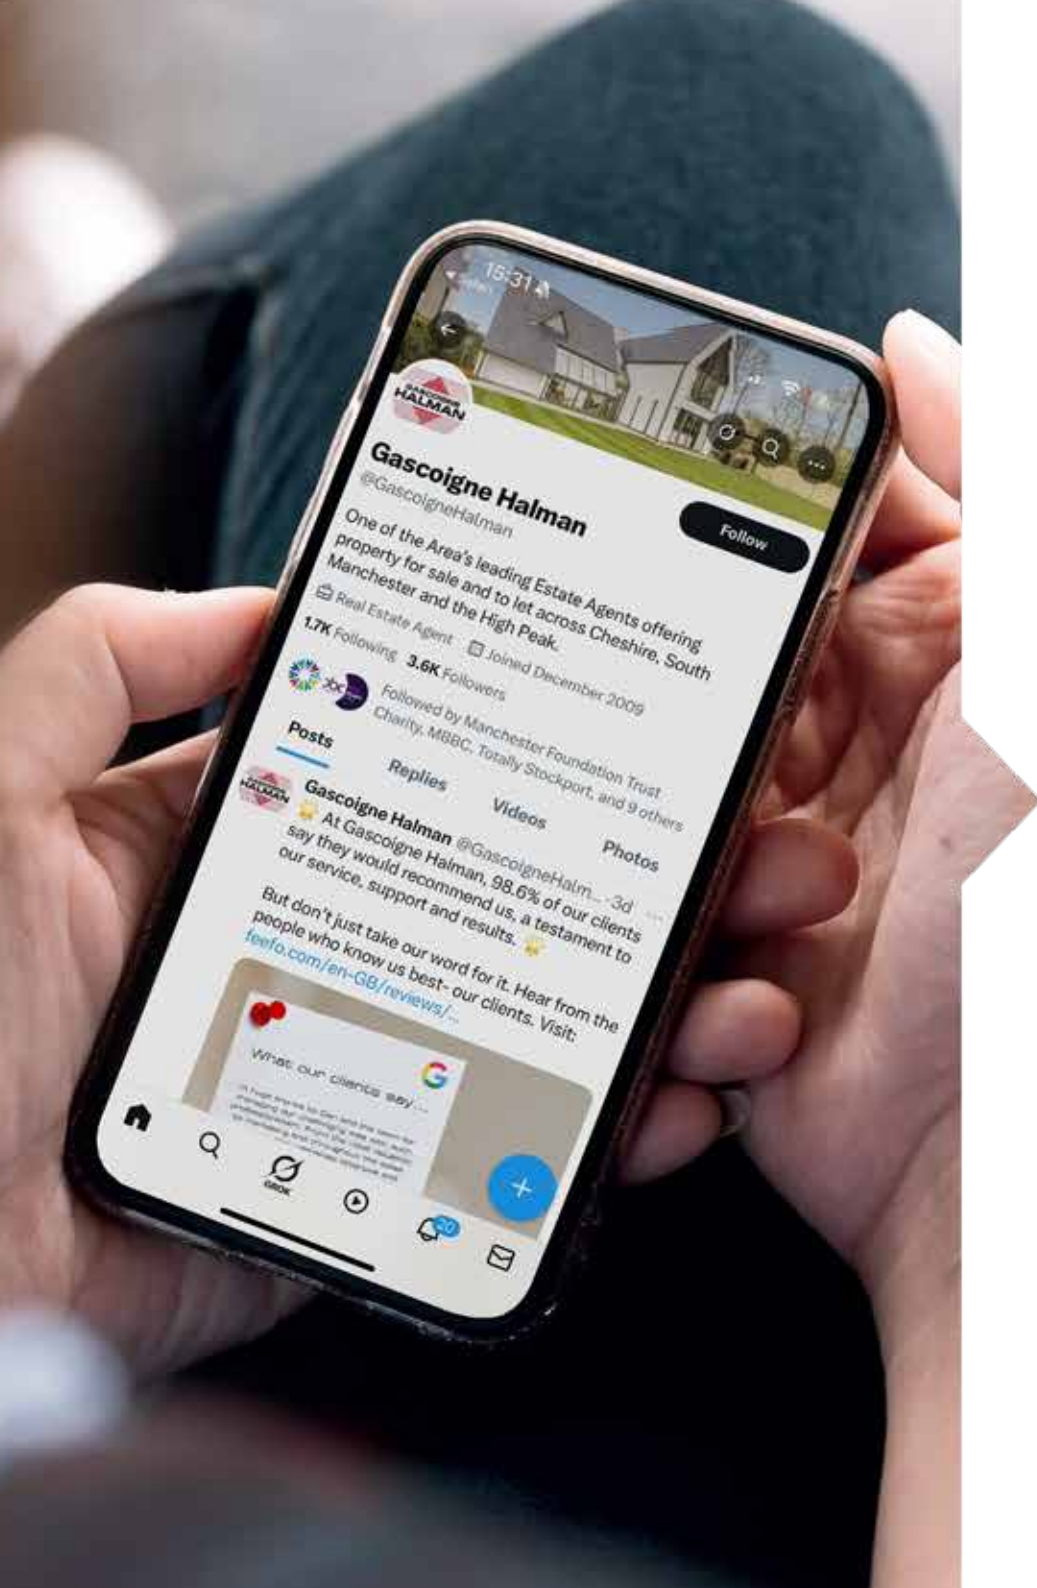 15:31
GASCOIGNE
HALMAN
Gascoigne Halman
@GascoigneHalman
Follow
One of the Area's leading Estate Agents offering
property for sale and to let across Cheshire, South
Manchester and the High Peak.
Real Estate Agent Joined December 2009
1.7K Following 3.6K Followers
Followed by Manchester Foundation Trust
Charity, MBBC, Totally Stockport, and 9 others
Posts Replies Videos Photos
HALMAN
Gascoigne Halman @GascoigneHalm... · 3d ...
At Gascoigne Halman, 98.6% of our clients
say they would recommend us, a testament to
our service, support and results.
But don't just take our word for it. Hear from the
people who know us best- our clients. Visit:
feefo.com/en-GB/reviews/...
What our clients say...
G
GROK
20